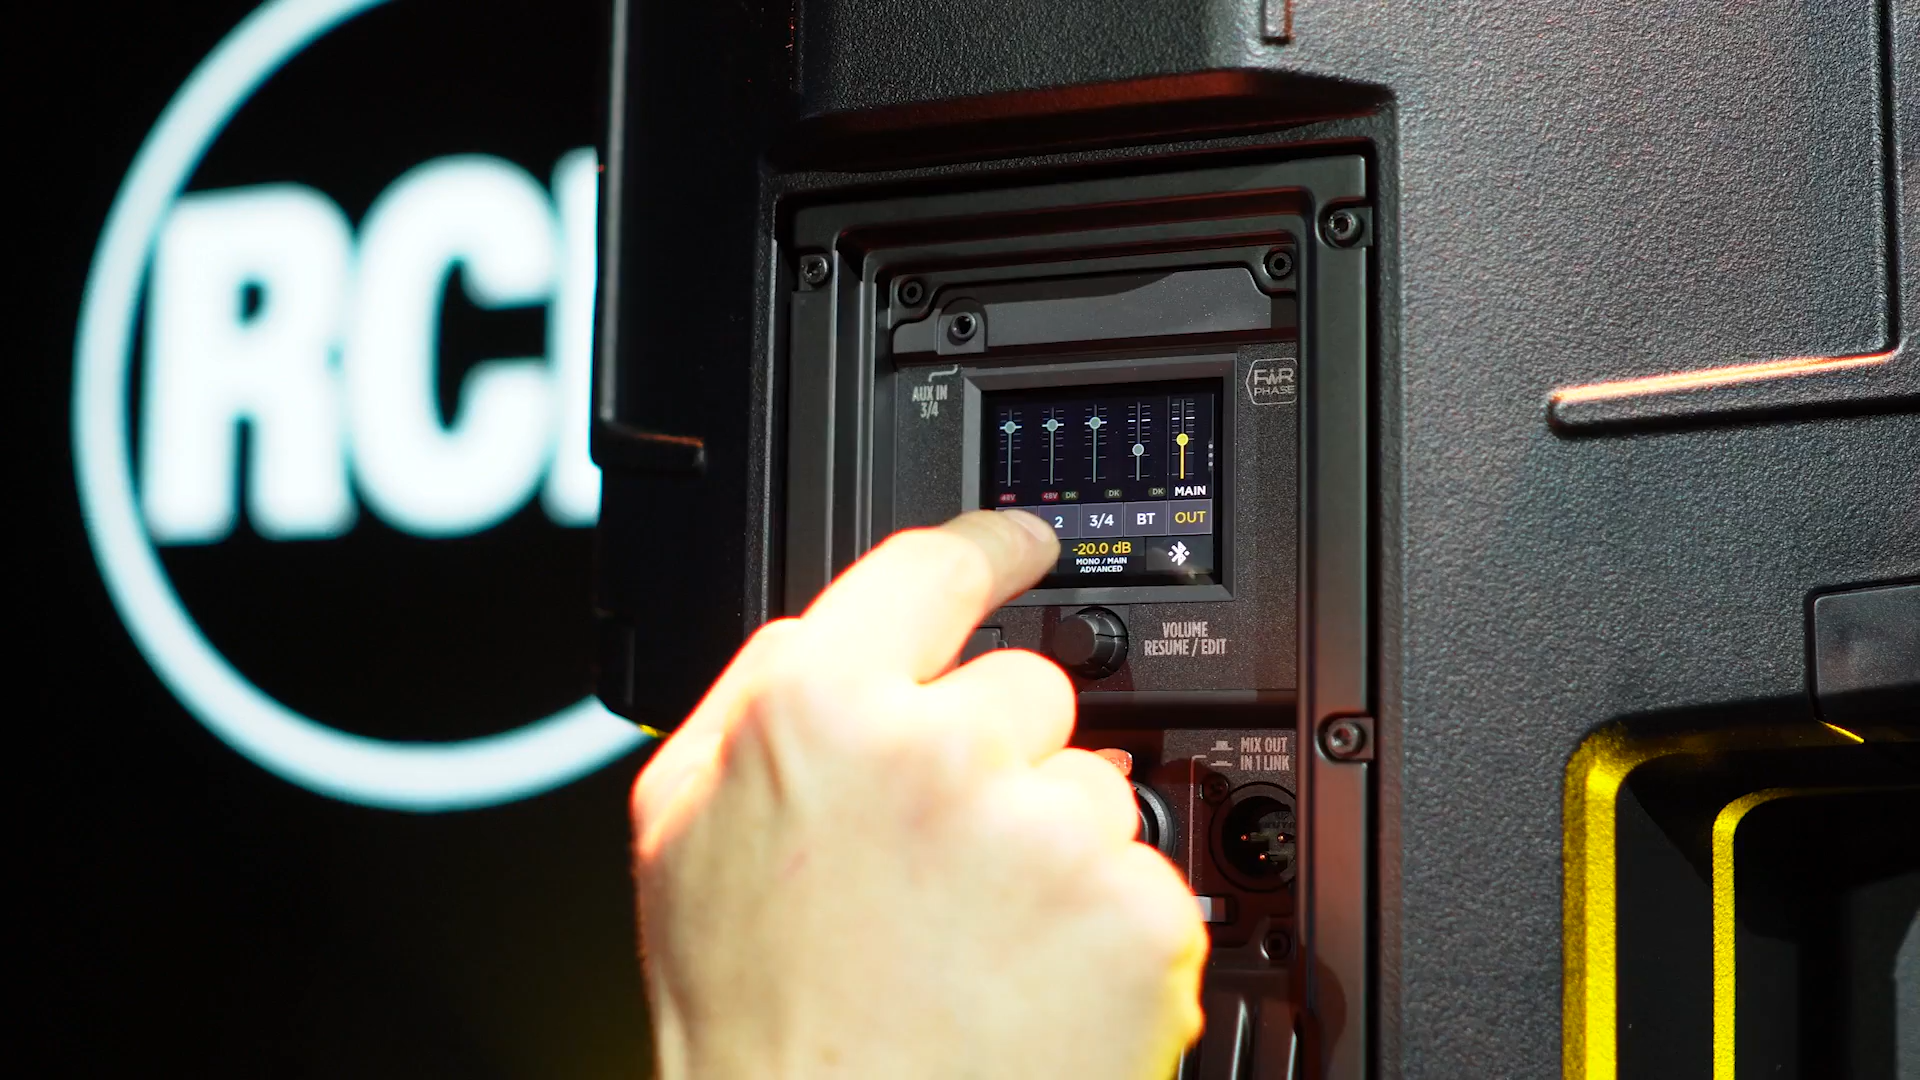 RC
AUX IN
3/4
FiR
PHASE
48V
48V DK
DK
DK
MAIN
2
3/4
BT
OUT
-20.0 dB
MONO / MAIN
ADVANCED
VOLUME
RESUME / EDIT
MIX OUT
IN 1 LINK